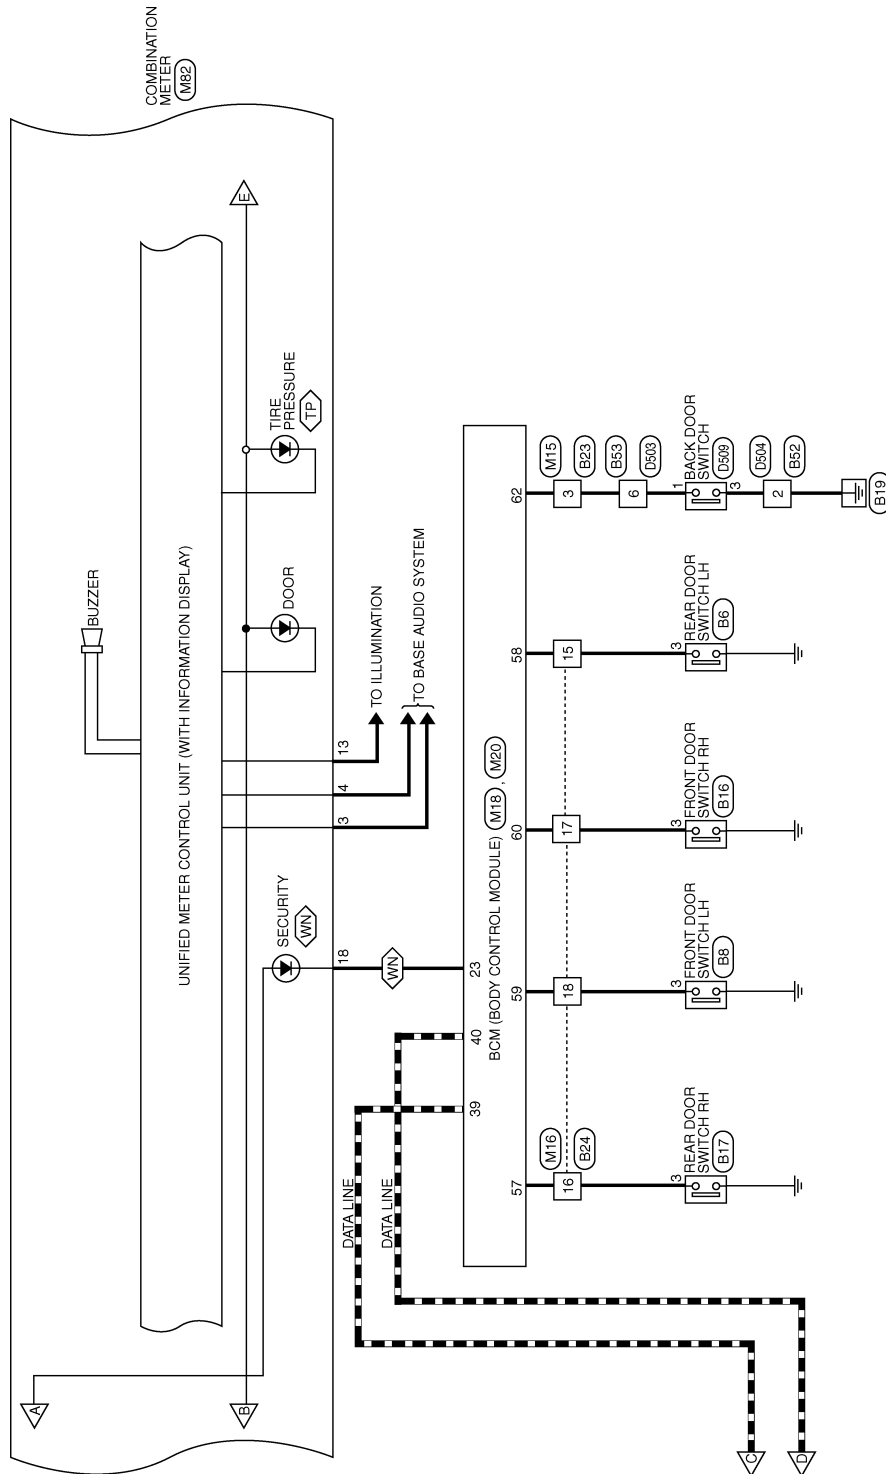 COMBINATION
METER
M82
E
TIRE
PRESSURE
TP
BUZZER
DOOR
UNIFIED METER CONTROL UNIT (WITH INFORMATION DISPLAY)
TO ILLUMINATION
TO BASE AUDIO SYSTEM
13
4
3
SECURITY
WN
18
WN
A
B
DATA LINE
DATA LINE
C
D
39
40
23
BCM (BODY CONTROL MODULE) M18 , M20
57
59
60
58
62
M16
16
B24
18
17
15
M15
3
B23
B53
6
D503
3
REAR DOOR
SWITCH RH
B17
3
FRONT DOOR
SWITCH LH
B8
3
FRONT DOOR
SWITCH RH
B16
3
REAR DOOR
SWITCH LH
B6
1
BACK DOOR
SWITCH
D509
3
D504
2
B52
B19